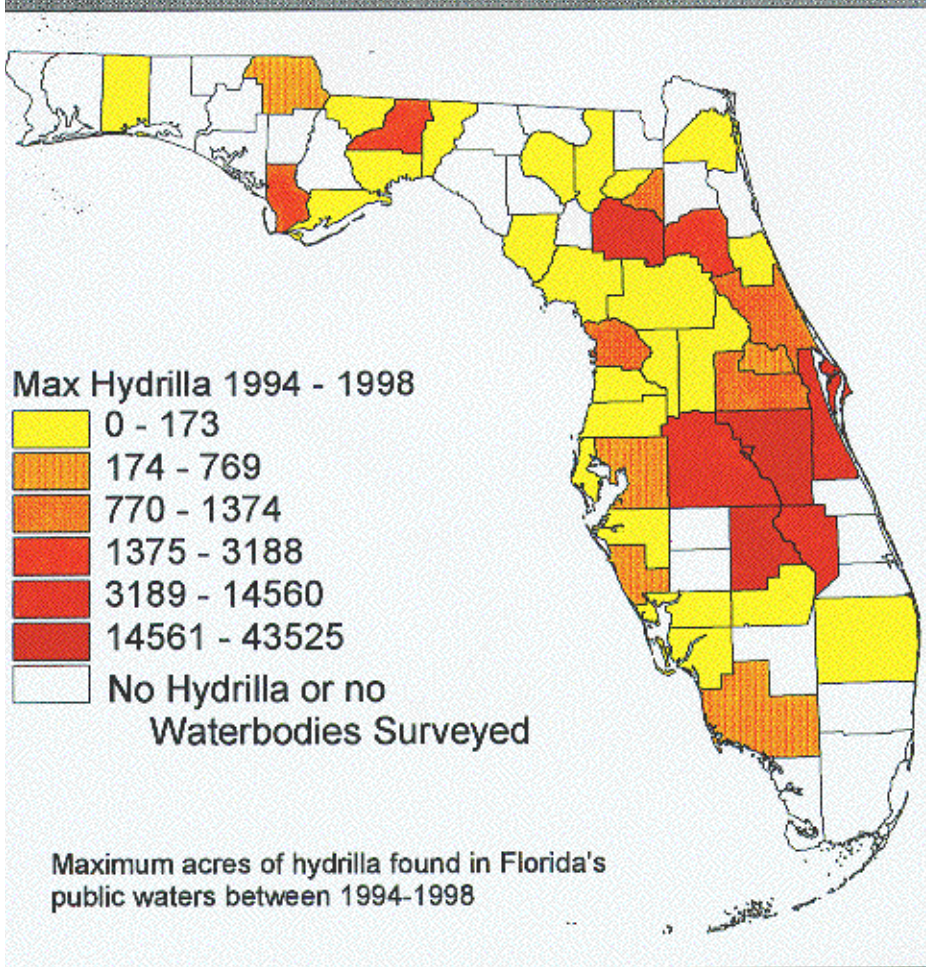 Max Hydrilla 1994 - 1998
0 - 173
174 - 769
770 - 1374
1375 - 3188
3189 - 14560
14561 - 43525
No Hydrilla or no
Waterbodies Surveyed
Maximum acres of hydrilla found in Florida's
public waters between 1994-1998